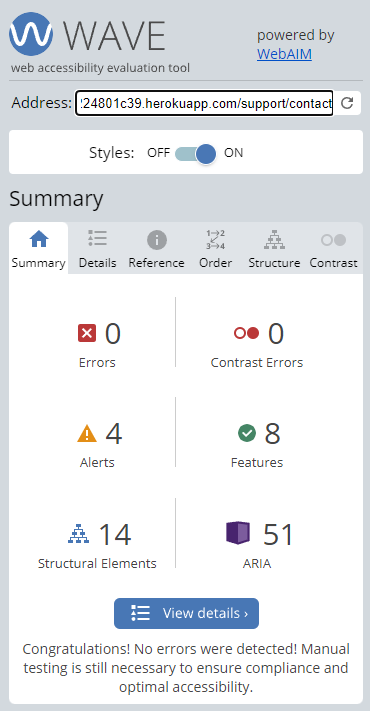 WAVE
powered by
WebAIM
web accessibility evaluation tool
Address: 24801c39.herokuapp.com/support/contact
Styles: OFF ON
Summary
Summary Details Reference Order Structure Contrast
0 0
Errors Contrast Errors
4 8
Alerts Features
14 51
Structural Elements ARIA
View details ›
Congratulations! No errors were detected! Manual
testing is still necessary to ensure compliance and
optimal accessibility.